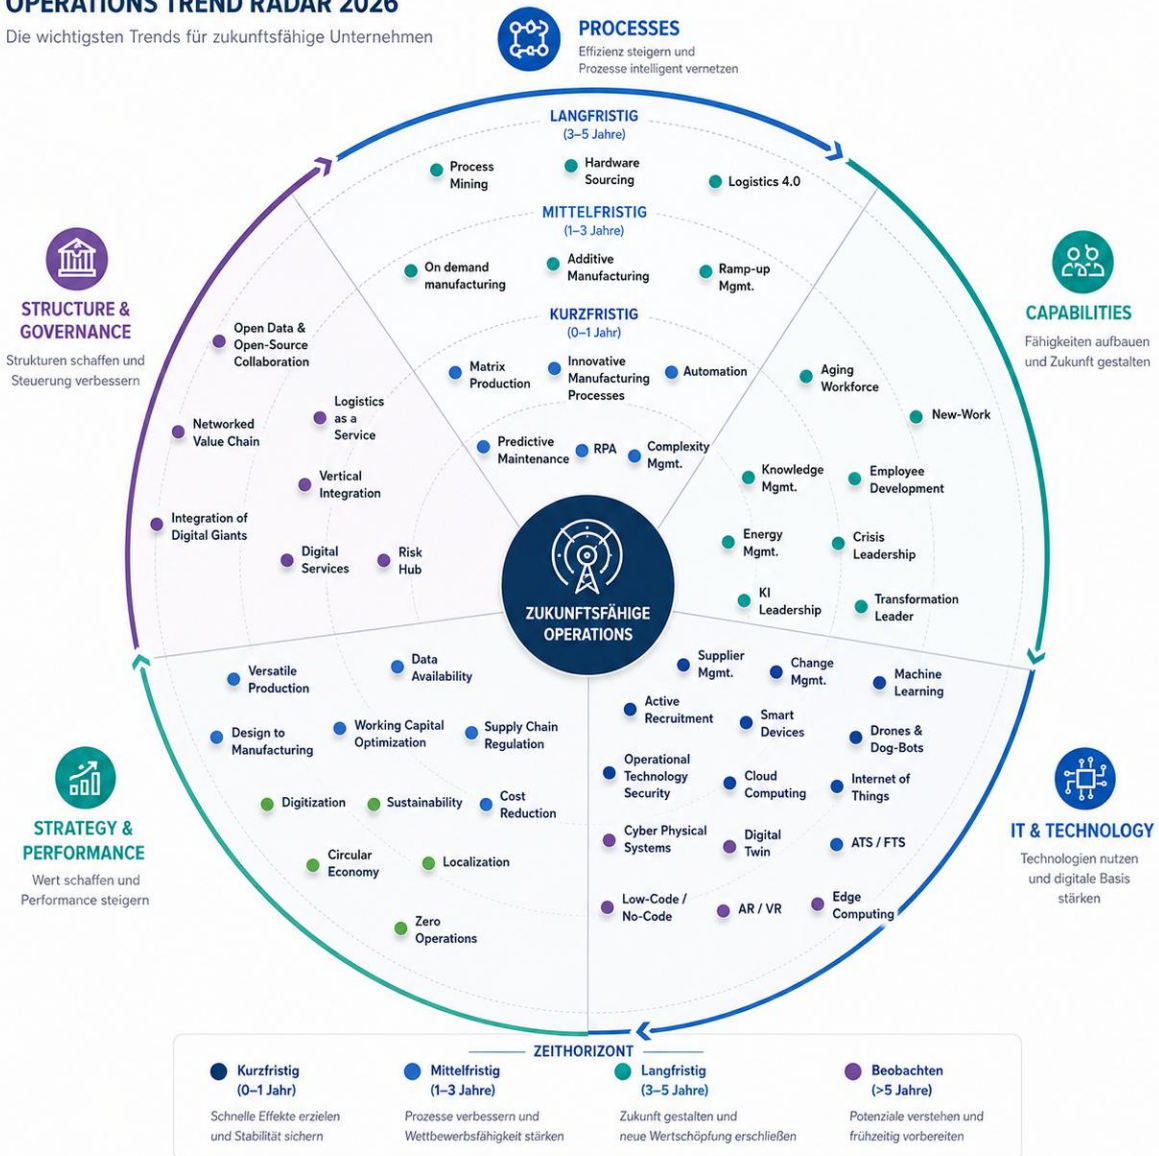 OPERATIONS TREND RADAR 2026
Die wichtigsten Trends für zukunftsfähige Unternehmen
PROCESSES
Effizienz steigern und
Prozesse intelligent vernetzen
LANGFRISTIG
(3–5 Jahre)
Process
Mining
Hardware
Sourcing
Logistics 4.0
MITTELFRISTIG
(1–3 Jahre)
On demand
manufacturing
Additive
Manufacturing
Ramp-up
Mgmt.
KURZFRISTIG
(0–1 Jahr)
Matrix
Production
Innovative
Manufacturing
Processes
Automation
Predictive
Maintenance
RPA
Complexity
Mgmt.
STRUCTURE &
GOVERNANCE
Strukturen schaffen und
Steuerung verbessern
Open Data &
Open-Source
Collaboration
Logistics
as a
Service
Networked
Value Chain
Vertical
Integration
Integration of
Digital Giants
Digital
Services
Risk
Hub
CAPABILITIES
Fähigkeiten aufbauen
und Zukunft gestalten
Aging
Workforce
New-Work
Knowledge
Mgmt.
Employee
Development
Energy
Mgmt.
Crisis
Leadership
KI
Leadership
Transformation
Leader
ZUKUNFTSFÄHIGE
OPERATIONS
STRATEGY &
PERFORMANCE
Wert schaffen und
Performance steigern
Versatile
Production
Data
Availability
Design to
Manufacturing
Working Capital
Optimization
Supply Chain
Regulation
Digitization
Sustainability
Cost
Reduction
Circular
Economy
Localization
Zero
Operations
IT & TECHNOLOGY
Technologien nutzen
und digitale Basis
stärken
Supplier
Mgmt.
Change
Mgmt.
Machine
Learning
Active
Recruitment
Smart
Devices
Drones &
Dog-Bots
Operational
Technology
Security
Cloud
Computing
Internet of
Things
Cyber Physical
Systems
Digital
Twin
ATS / FTS
Low-Code /
No-Code
AR / VR
Edge
Computing
ZEITHORIZONT
Kurzfristig
(0–1 Jahr)
Schnelle Effekte erzielen
und Stabilität sichern
Mittelfristig
(1–3 Jahre)
Prozesse verbessern und
Wettbewerbsfähigkeit stärken
Langfristig
(3–5 Jahre)
Zukunft gestalten und
neue Wertschöpfung erschließen
Beobachten
(>5 Jahre)
Potenziale verstehen und
frühzeitig vorbereiten